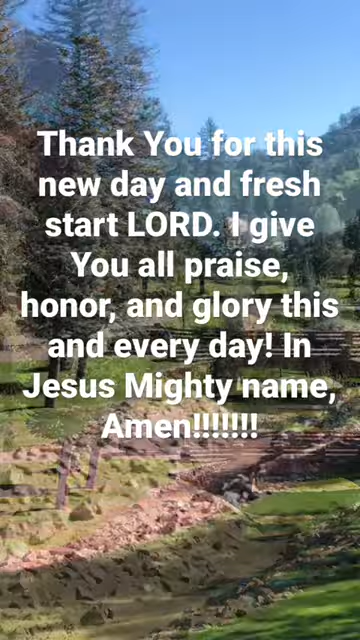 Thank You for this
new day and fresh
start LORD. I give
You all praise,
honor, and glory this
and every day! In
Jesus Mighty name,
Amen!!!!!!!